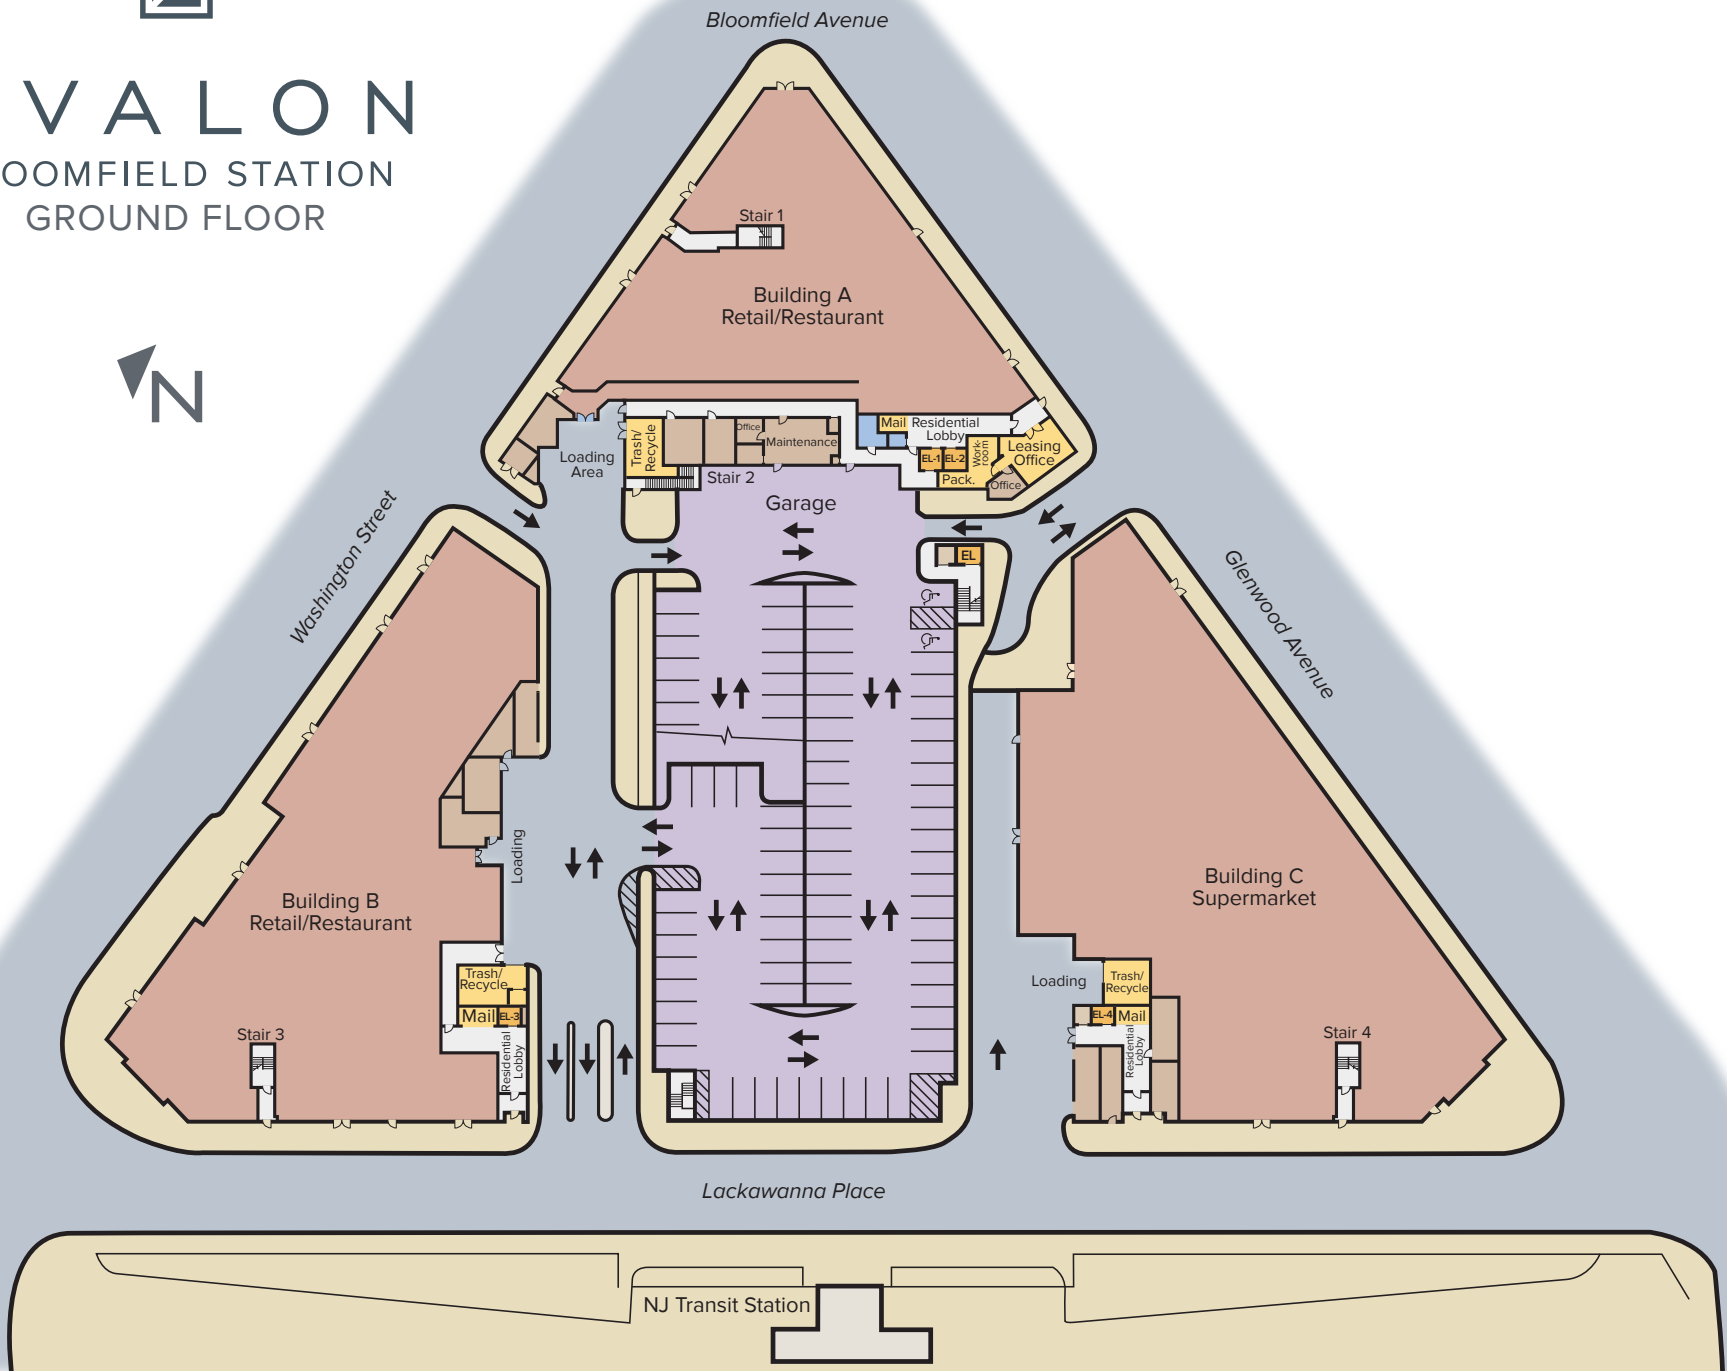 Bloomfield Avenue
VALON
OOMFIELD STATION
GROUND FLOOR
N
Stair 1
Building A
Retail/Restaurant
Mail
Residential
Lobby
Office
Maintenance
Trash/
Recycle
Loading
Area
Work-
room
Leasing
Office
EL-1
EL-2
Pack.
Office
Stair 2
Garage
EL
Washington Street
Glenwood Avenue
Loading
Building B
Retail/Restaurant
Building C
Supermarket
Trash/
Recycle
Mail
EL-3
Residential
Lobby
Stair 3
Loading
Trash/
Recycle
EL-4
Mail
Residential
Lobby
Stair 4
Lackawanna Place
NJ Transit Station